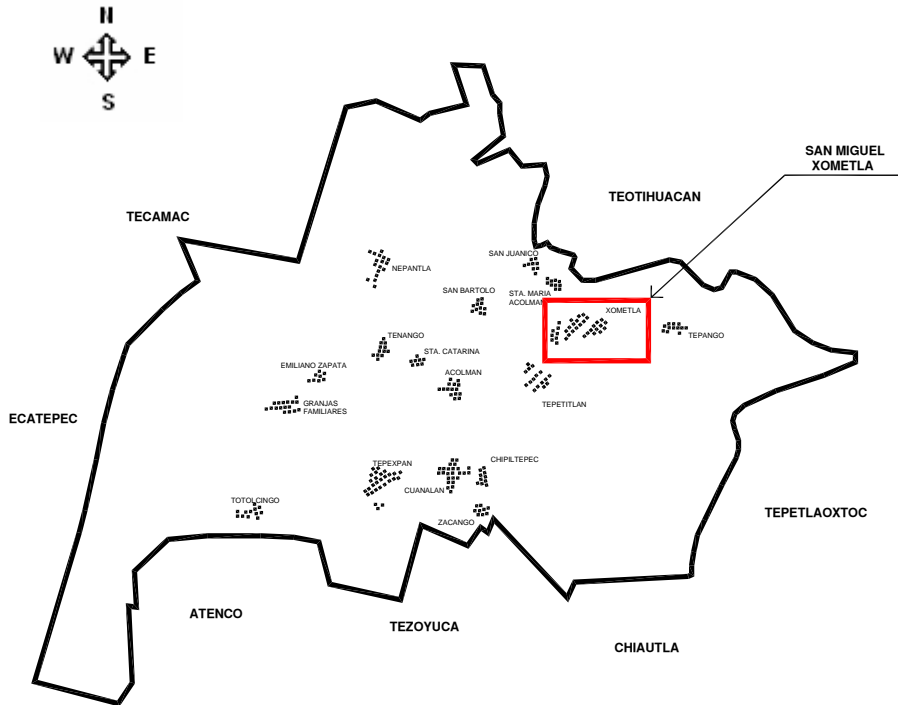 N
W E
S
SAN MIGUEL
XOMETLA
TEOTIHUACAN
TECAMAC
SAN JUANICO
NEPANTLA
SAN BARTOLO
STA. MARIA
ACOLMAN
XOMETLA
TEPANGO
TENANGO
STA. CATARINA
EMILIANO ZAPATA
ACOLMAN
GRANJAS
FAMILIARES
TEPETITLAN
ECATEPEC
CHIPILTEPEC
TEPEXPAN
CUANALAN
TOTOLCINGO
ZACANGO
TEPETLAOXTOC
ATENCO
TEZOYUCA
CHIAUTLA